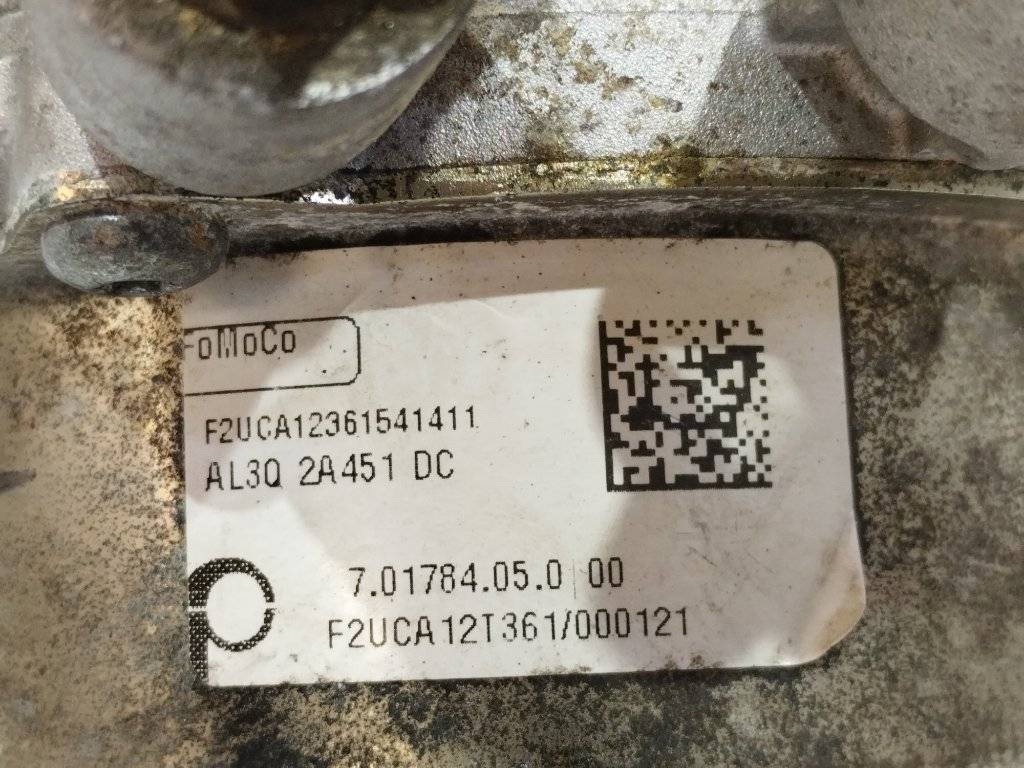 FoMoCo
F2UCA12361541411
AL3Q 2A451 DC
7.01784.05.0 00
F2UCA12T361/000121